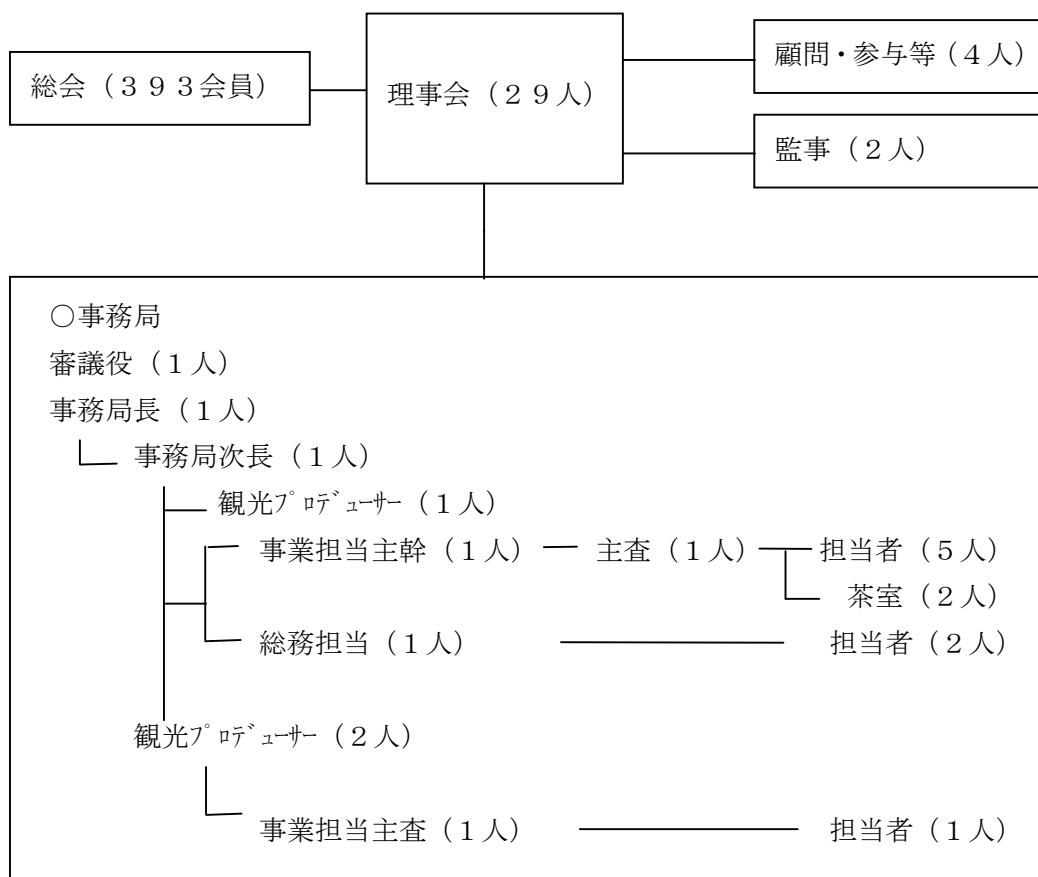 総会（３９３会員）
理事会（２９人）
顧問・参与等（４人）
監事（２人）
○事務局
審議役（１人）
事務局長（１人）
事務局次長（１人）
観光ﾌﾟﾛﾃﾞｭｰｻｰ（１人）
事業担当主幹（１人） 主査（１人） 担当者（５人）
茶室（２人）
総務担当（１人） 担当者（２人）
観光ﾌﾟﾛﾃﾞｭｰｻｰ（２人）
事業担当主査（１人） 担当者（１人）